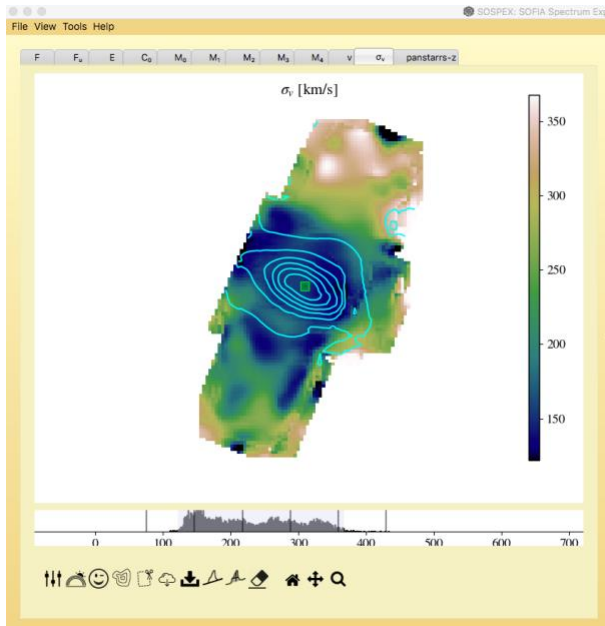 SOSPEX: SOFIA Spectrum Exp
File View Tools Help
F Fu E C0 M0 M1 M2 M3 M4 v σv panstarrs-z
σv [km/s]
350
300
250
200
150
0 100 200 300 400 500 600 700